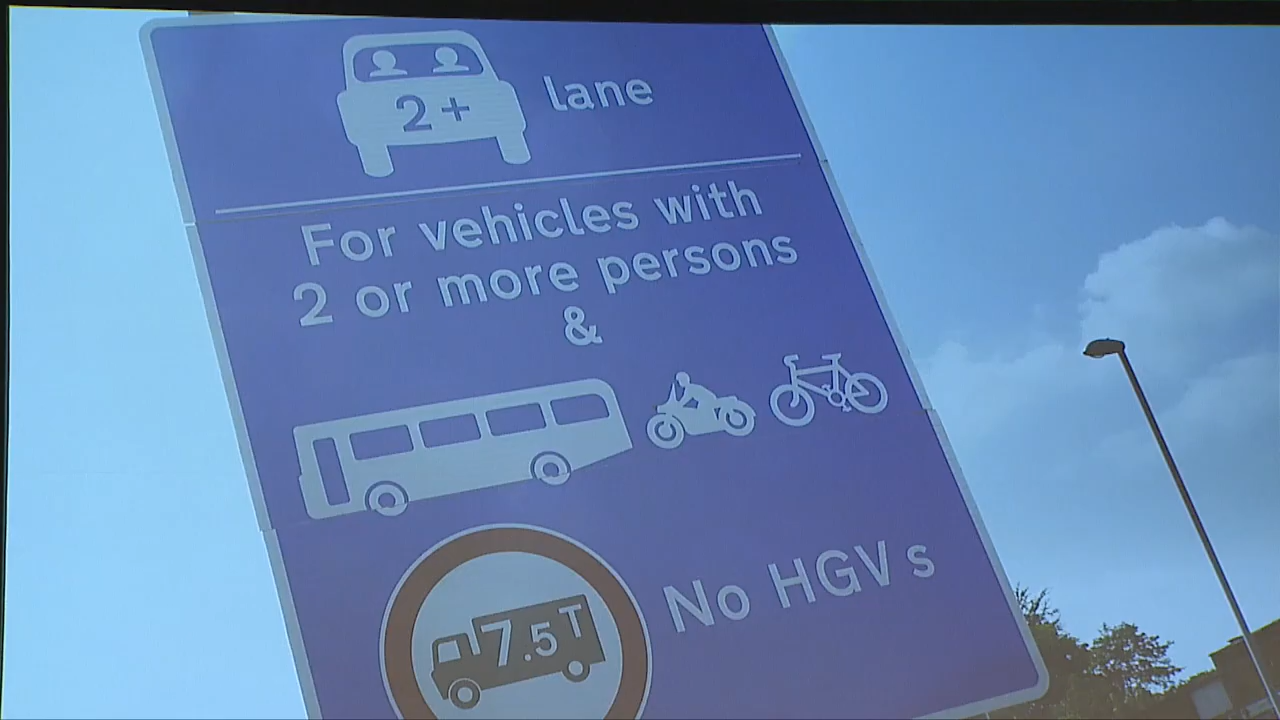 2+ lane
For vehicles with
2 or more persons
&
7.5T
No HGVs